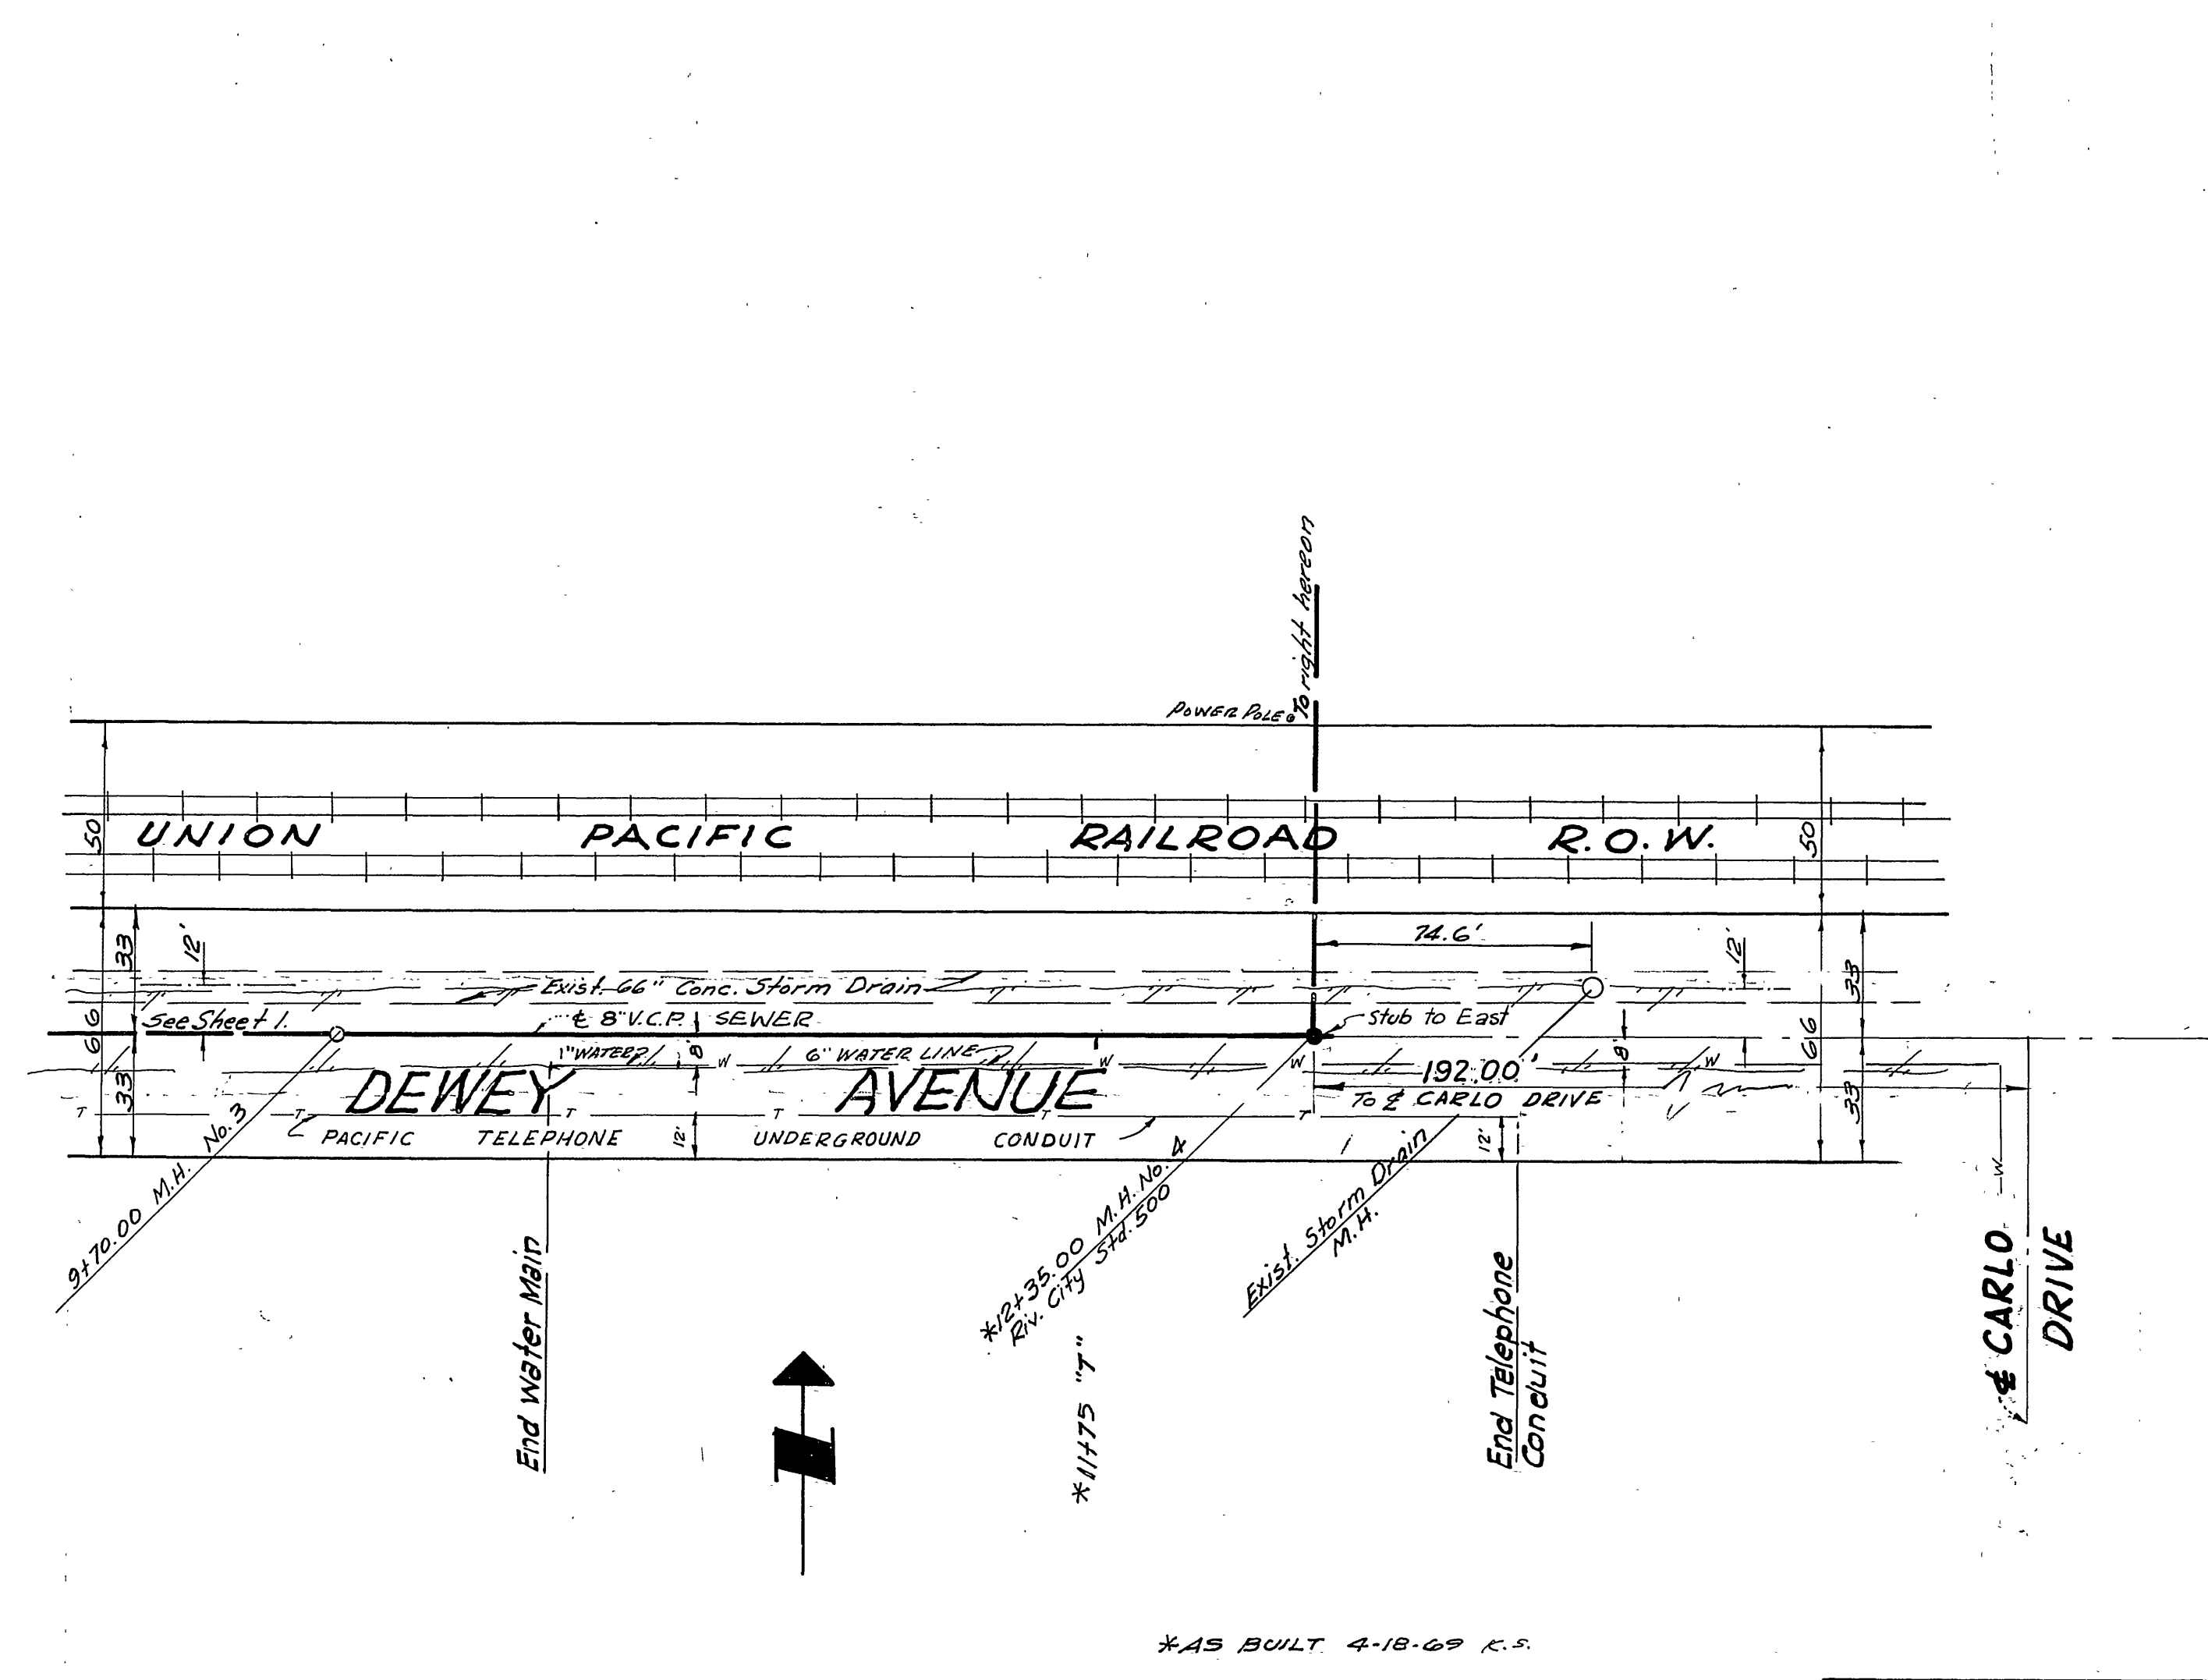 To right hereon
POWER POLE
50
UNION PACIFIC RAILROAD R.O.W.
50
33
12'
74.6'
12'
33
Exist. 66" Conc. Storm Drain
See Sheet 1.
℄ 8" V.C.P. SEWER
Stub to East
66
1" WATER
8'
W
6" WATER LINE
W
W
8'
W
66
192.00'
33
DEWEY AVENUE
To ℄ CARLO DRIVE
33
T
T
T
T
T
T
PACIFIC TELEPHONE
12'
UNDERGROUND CONDUIT
12'
W
9+70.00 M.H. No. 3
End Water Main
*12+35.00 M.H. No. 4
Riv. City Std. 500
*11+75 "T"
Exist. Storm Drain
M.H.
End Telephone
Conduit
℄ CARLO
DRIVE
*AS BUILT 4-18-69 K.S.